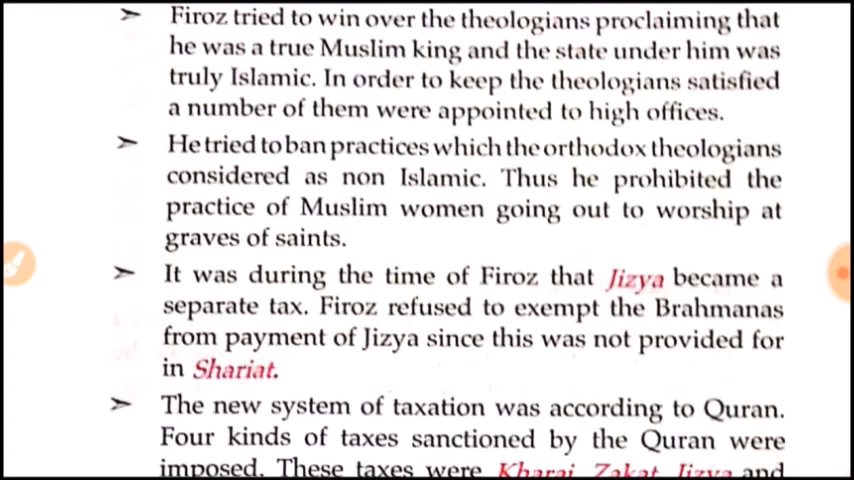 ➢ Firoz tried to win over the theologians proclaiming that
he was a true Muslim king and the state under him was
truly Islamic. In order to keep the theologians satisfied
a number of them were appointed to high offices.
➢ He tried to ban practices which the orthodox theologians
considered as non Islamic. Thus he prohibited the
practice of Muslim women going out to worship at
graves of saints.
➢ It was during the time of Firoz that Jizya became a
separate tax. Firoz refused to exempt the Brahmanas
from payment of Jizya since this was not provided for
in Shariat.
➢ The new system of taxation was according to Quran.
Four kinds of taxes sanctioned by the Quran were
imposed. These taxes were Kharaj, Zakat, Jizya and